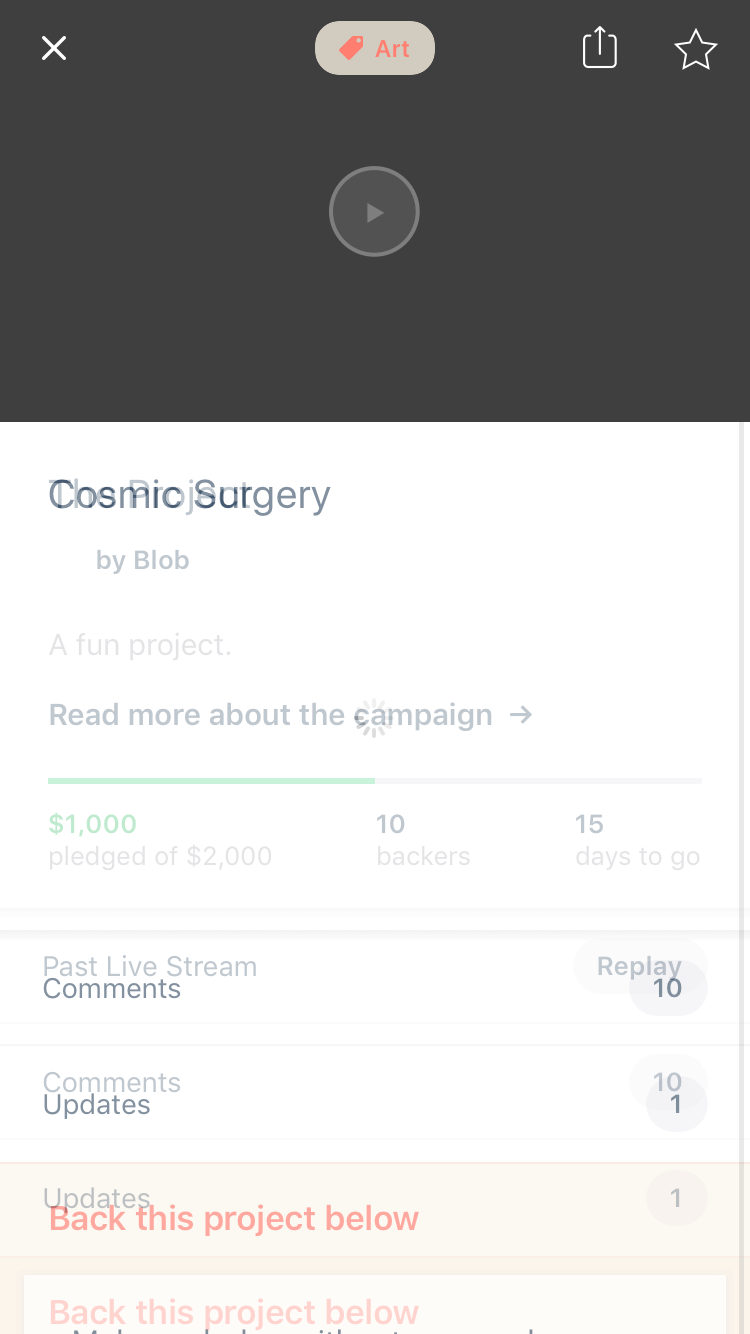 Art
The Project
Cosmic Surgery
by Blob
A fun project.
Read more about the campaign →
$1,000
pledged of $2,000
10
backers
15
days to go
Past Live Stream
Replay
Comments
10
Comments
10
Updates
1
Updates
1
Back this project below
Back this project below